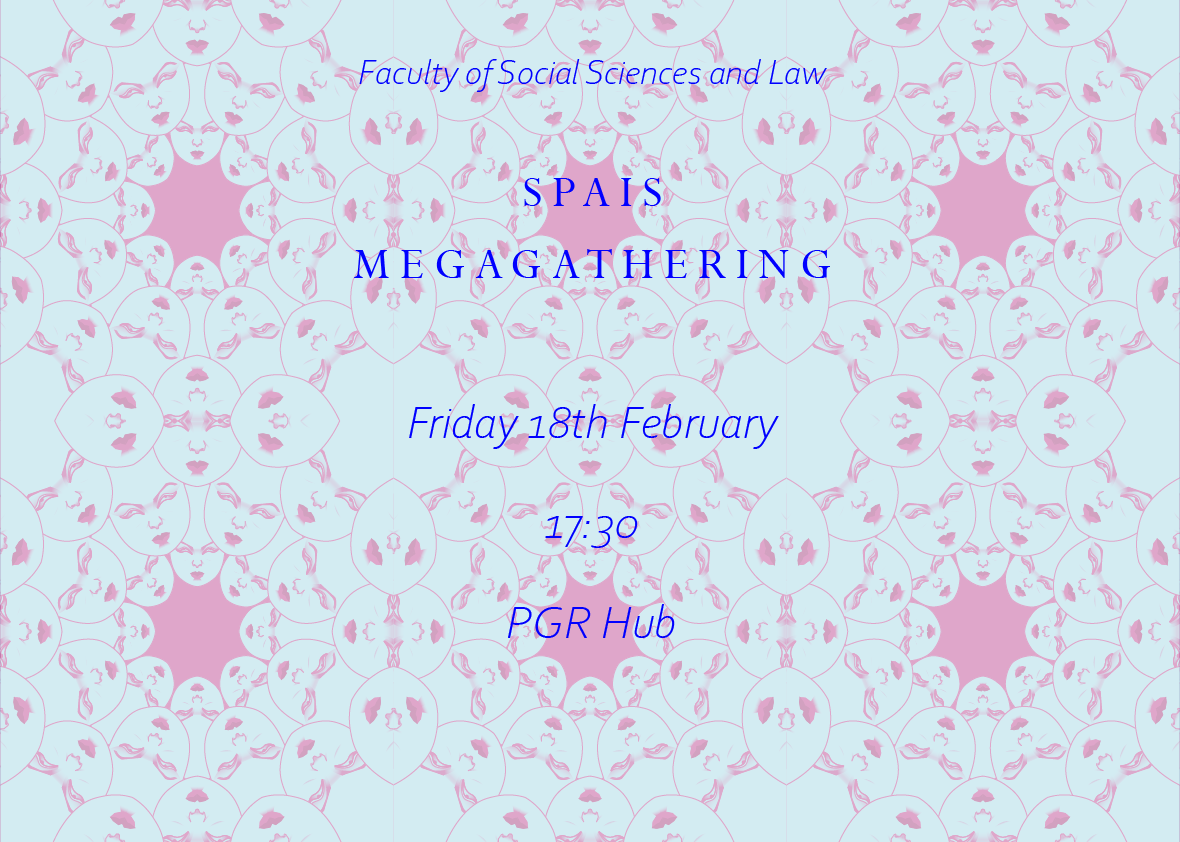 Faculty of Social Sciences and Law
SPAIS
MEGAGATHERING
Friday 18th February
17:30
PGR Hub